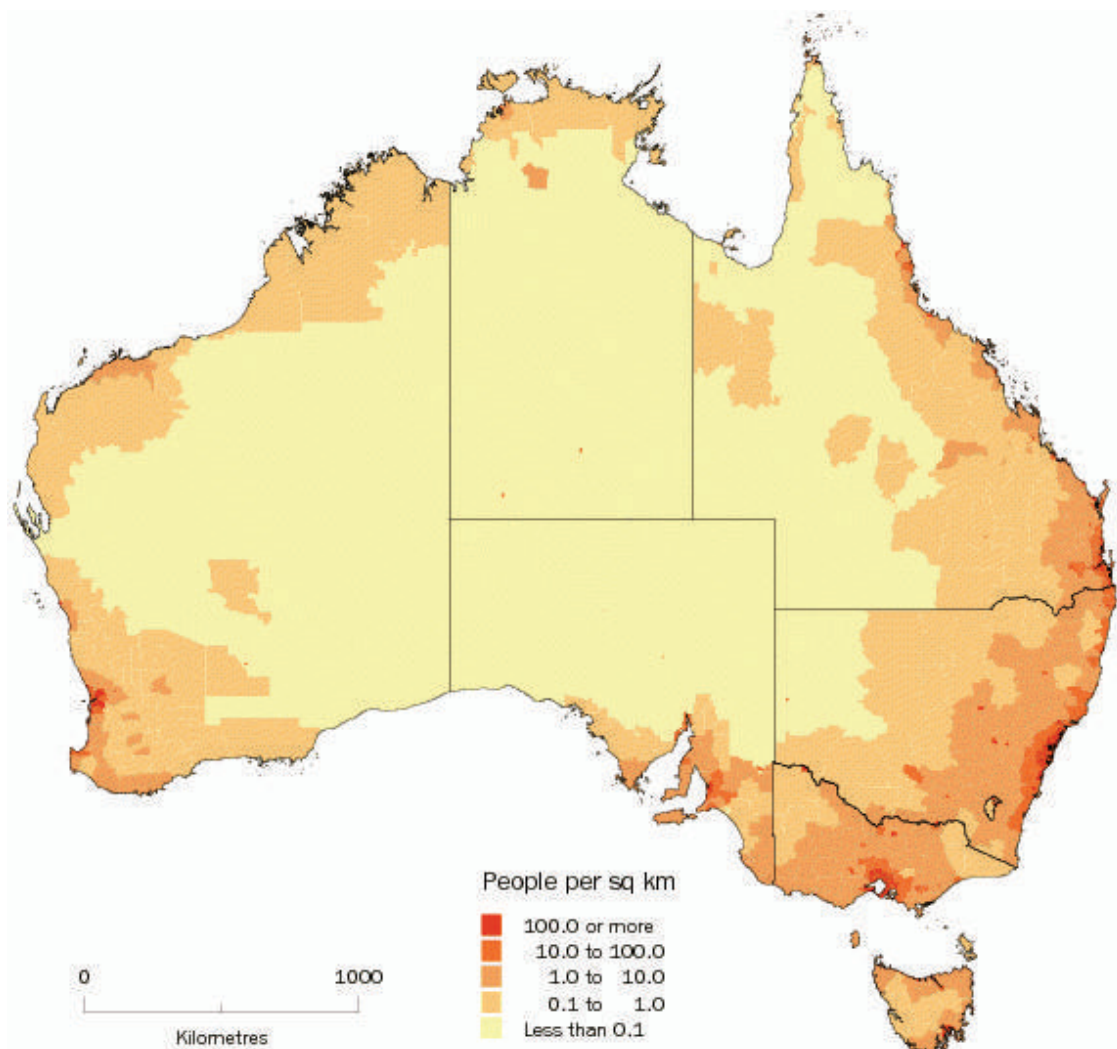 People per sq km
100.0 or more
10.0 to 100.0
1.0 to 10.0
0.1 to 1.0
Less than 0.1
0 1000
Kilometres